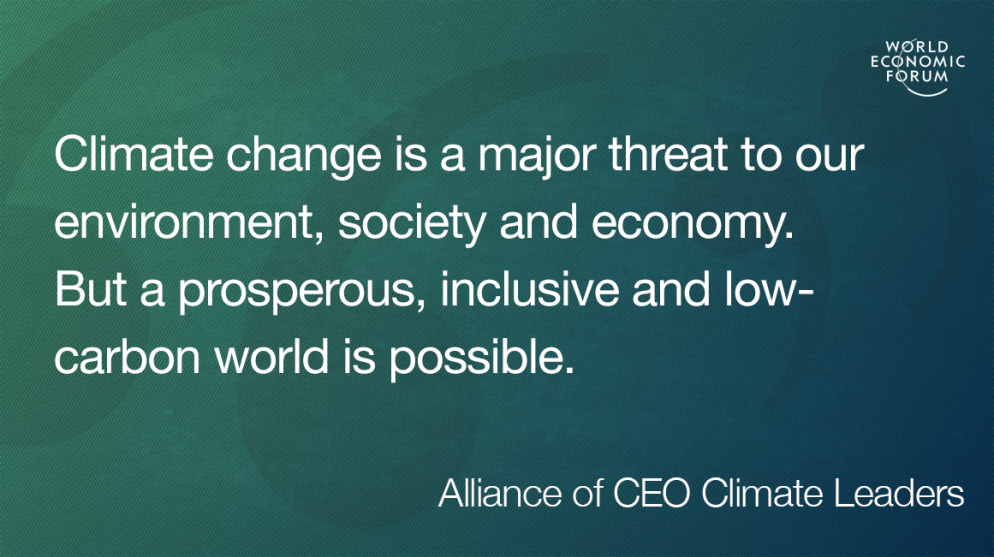 WORLD
ECONOMIC
FORUM
Climate change is a major threat to our
environment, society and economy.
But a prosperous, inclusive and low-
carbon world is possible.
Alliance of CEO Climate Leaders